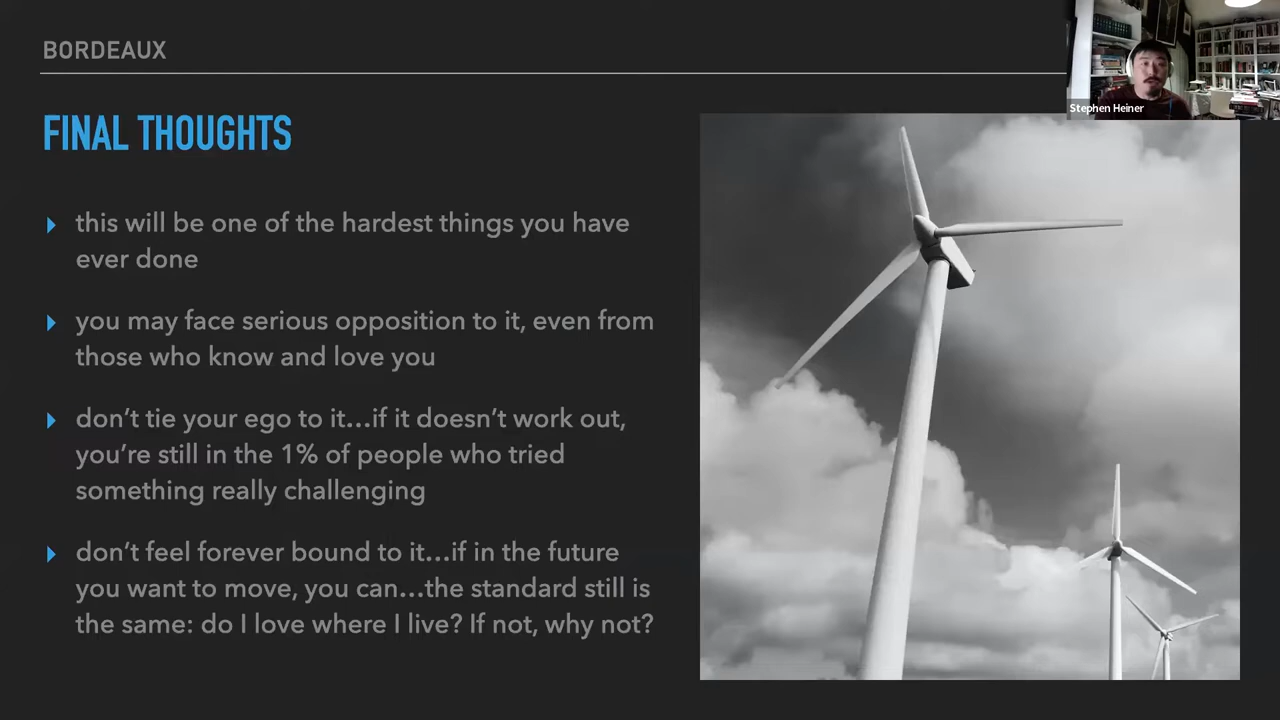 BORDEAUX
Stephen Heiner
FINAL THOUGHTS
this will be one of the hardest things you have
ever done
you may face serious opposition to it, even from
those who know and love you
don’t tie your ego to it…if it doesn’t work out,
you’re still in the 1% of people who tried
something really challenging
don’t feel forever bound to it…if in the future
you want to move, you can…the standard still is
the same: do I love where I live? If not, why not?